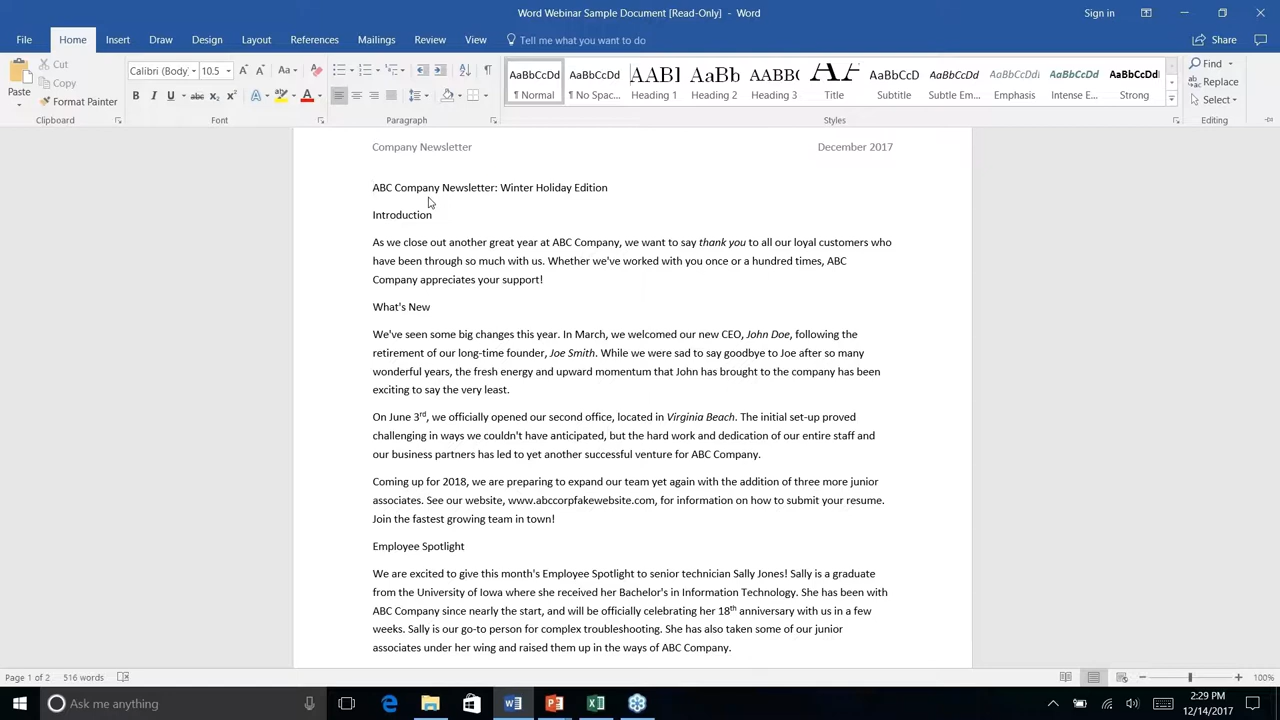 Word Webinar Sample Document [Read-Only] - Word
Sign in
File Home Insert Draw Design Layout References Mailings Review View Tell me what you want to do Share
Paste
Cut
Copy
Format Painter
Clipboard
Calibri (Body) 10.5
B I U abc X2 X2
Font
Paragraph
AaBbCcDd AaBbCcDd AABI AaBb AABBC AA AaBbCcD AaBbCcDd AaBbCcDd AaBbCcDd AaBbCcDd
¶ Normal ¶ No Spac... Heading 1 Heading 2 Heading 3 Title Subtitle Subtle Em... Emphasis Intense E... Strong
Styles
Find
Replace
Select
Editing
Company Newsletter December 2017
ABC Company Newsletter: Winter Holiday Edition
Introduction
As we close out another great year at ABC Company, we want to say thank you to all our loyal customers who
have been through so much with us. Whether we've worked with you once or a hundred times, ABC
Company appreciates your support!
What's New
We've seen some big changes this year. In March, we welcomed our new CEO, John Doe, following the
retirement of our long-time founder, Joe Smith. While we were sad to say goodbye to Joe after so many
wonderful years, the fresh energy and upward momentum that John has brought to the company has been
exciting to say the very least.
On June 3rd, we officially opened our second office, located in Virginia Beach. The initial set-up proved
challenging in ways we couldn't have anticipated, but the hard work and dedication of our entire staff and
our business partners has led to yet another successful venture for ABC Company.
Coming up for 2018, we are preparing to expand our team yet again with the addition of three more junior
associates. See our website, www.abccorpfakewebsite.com, for information on how to submit your resume.
Join the fastest growing team in town!
Employee Spotlight
We are excited to give this month's Employee Spotlight to senior technician Sally Jones! Sally is a graduate
from the University of Iowa where she received her Bachelor's in Information Technology. She has been with
ABC Company since nearly the start, and will be officially celebrating her 18th anniversary with us in a few
weeks. Sally is our go-to person for complex troubleshooting. She has also taken some of our junior
associates under her wing and raised them up in the ways of ABC Company.
Page 1 of 2 516 words 100%
Ask me anything
2:29 PM
12/14/2017